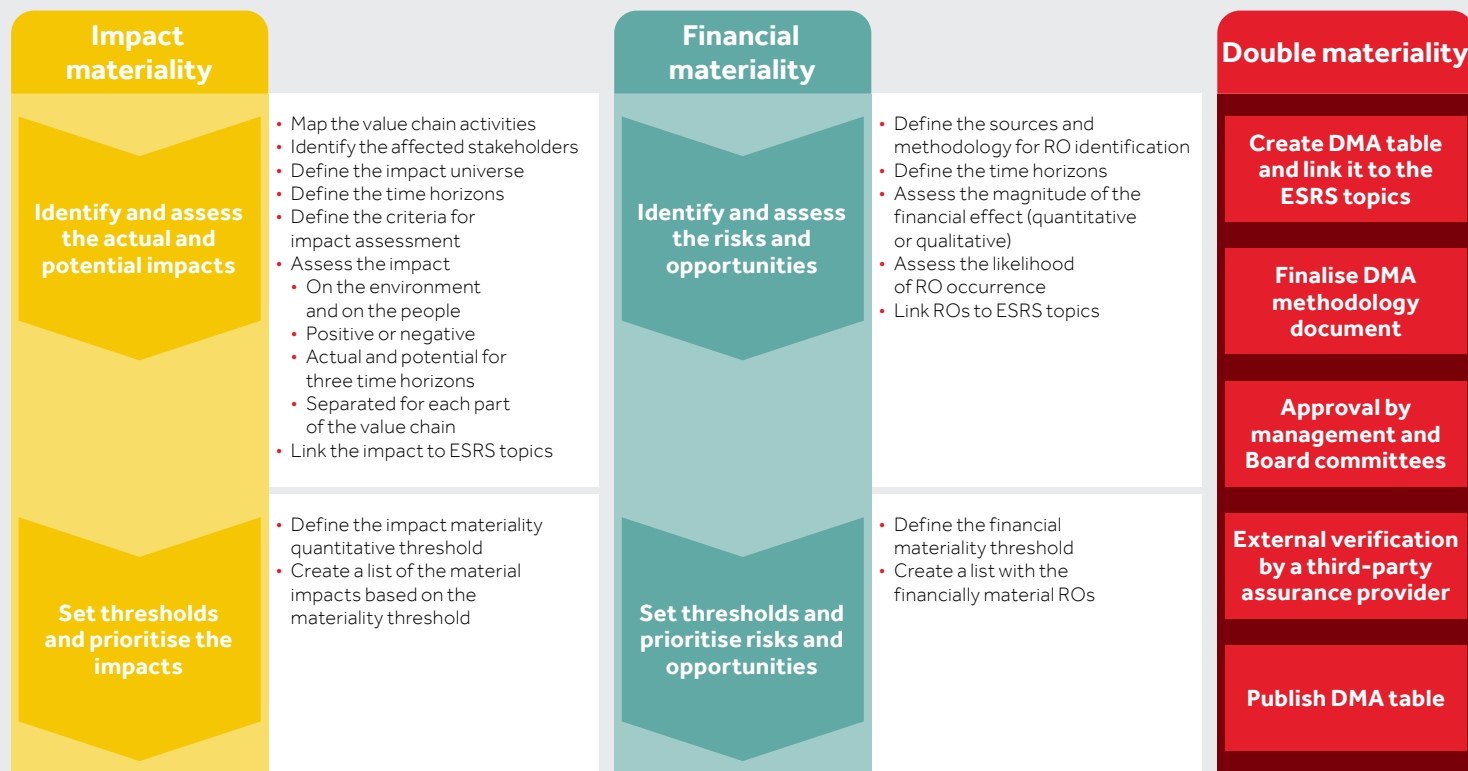 Impact
materiality
Identify and assess
the actual and
potential impacts
• Map the value chain activities
• Identify the affected stakeholders
• Define the impact universe
• Define the time horizons
• Define the criteria for
impact assessment
• Assess the impact
• On the environment
and on the people
• Positive or negative
• Actual and potential for
three time horizons
• Separated for each part
of the value chain
• Link the impact to ESRS topics
Set thresholds
and prioritise the
impacts
• Define the impact materiality
quantitative threshold
• Create a list of the material
impacts based on the
materiality threshold
Financial
materiality
Identify and assess
the risks and
opportunities
• Define the sources and
methodology for RO identification
• Define the time horizons
• Assess the magnitude of the
financial effect (quantitative
or qualitative)
• Assess the likelihood
of RO occurrence
• Link ROs to ESRS topics
Set thresholds and
prioritise risks and
opportunities
• Define the financial
materiality threshold
• Create a list with the
financially material ROs
Double materiality
Create DMA table
and link it to the
ESRS topics
Finalise DMA
methodology
document
Approval by
management and
Board committees
External verification
by a third-party
assurance provider
Publish DMA table